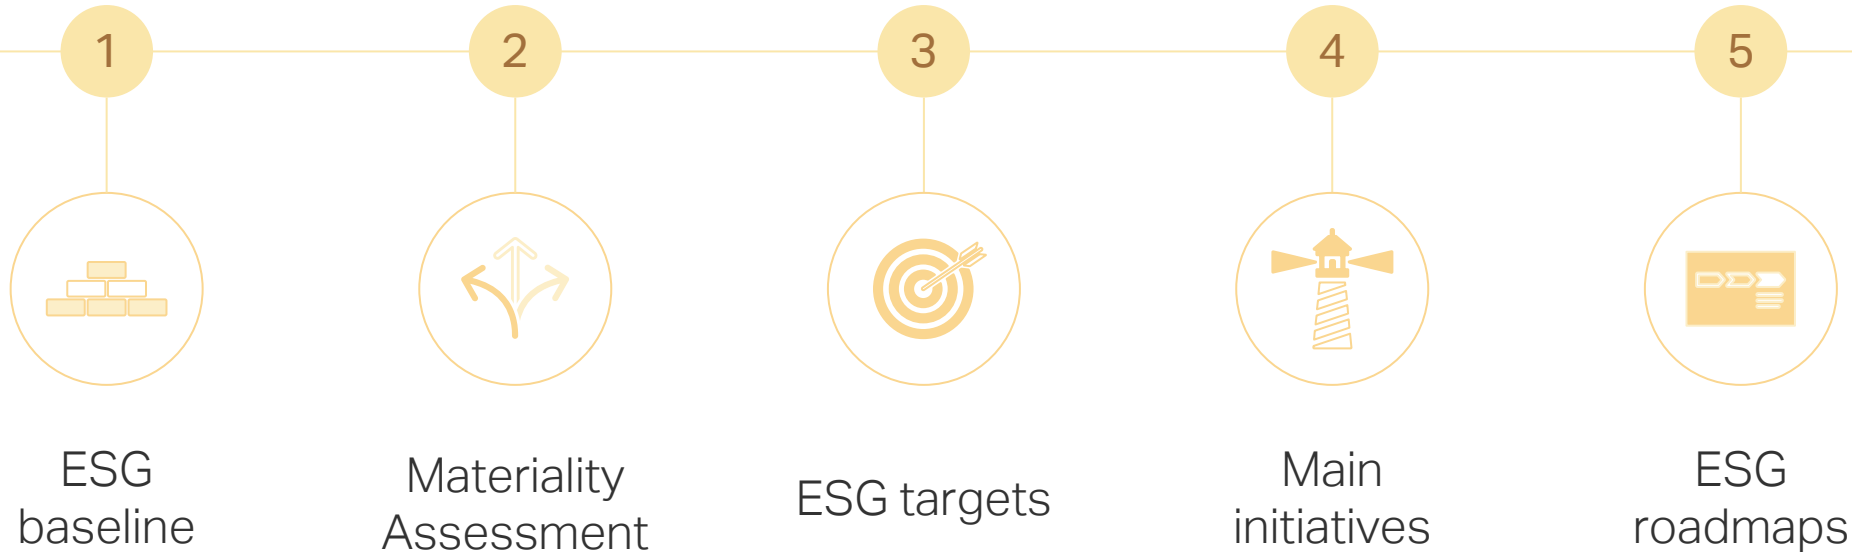 1
2
3
4
5
ESG
baseline
Materiality
Assessment
ESG targets
Main
initiatives
ESG
roadmaps